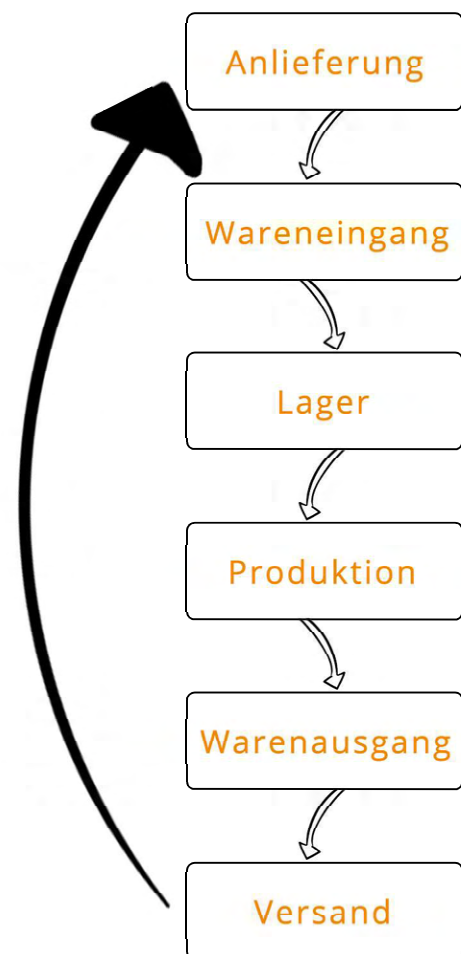 Anlieferung
Wareneingang
Lager
Produktion
Warenausgang
Versand